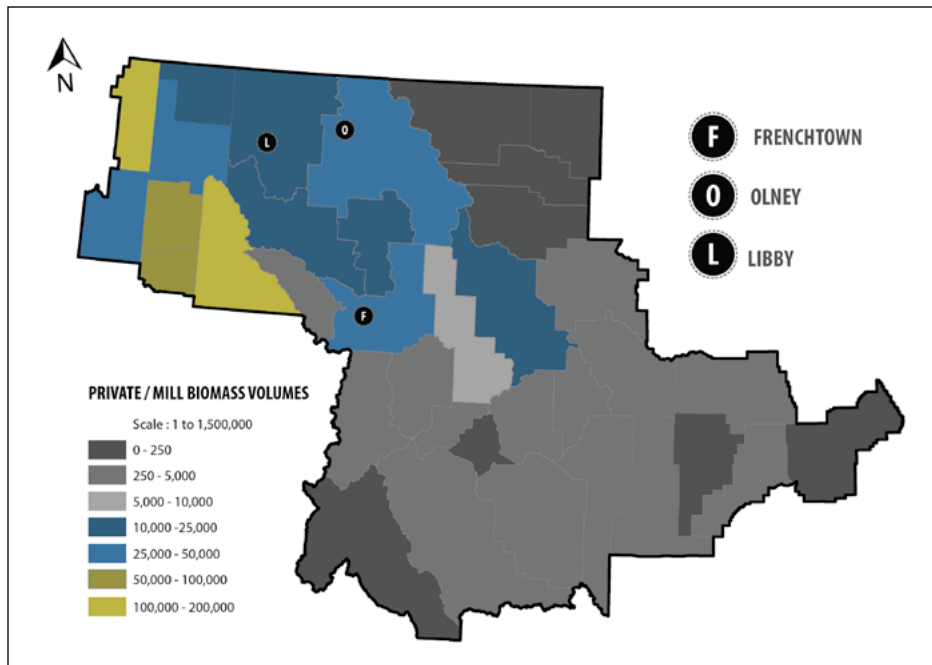 N
L
O
F
F FRENCHTOWN
O OLNEY
L LIBBY
PRIVATE / MILL BIOMASS VOLUMES
Scale : 1 to 1,500,000
0 - 250
250 - 5,000
5,000 - 10,000
10,000 -25,000
25,000 - 50,000
50,000 - 100,000
100,000 - 200,000